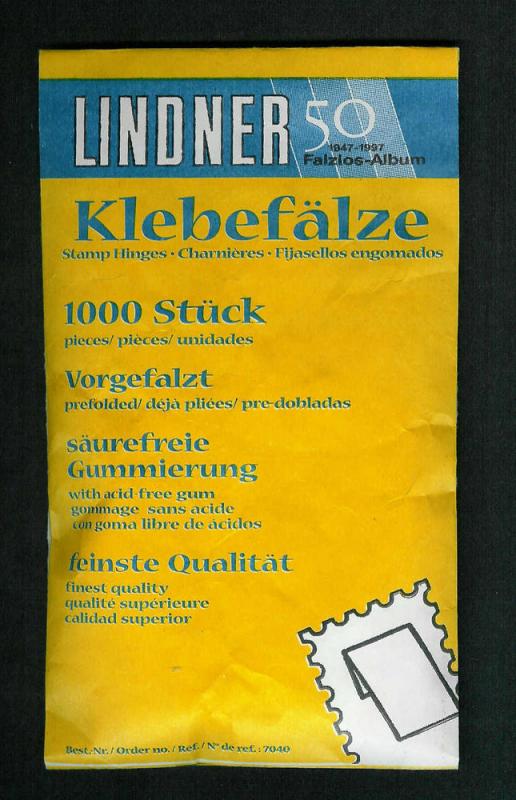 LINDNER 50
1947-1997
Falzlos-Album
Klebefälze
Stamp Hinges · Charnières · Fijasellos engomados
1000 Stück
pieces/ pièces/ unidades
Vorgefalzt
prefolded/ déjà pliées/ pre-dobladas
säurefreie
Gummierung
with acid-free gum
gommage sans acide
con goma libre de ácidos
feinste Qualität
finest quality
qualité supérieure
calidad superior
Best.-Nr./ Order no./ Ref./ N° de ref.: 7040